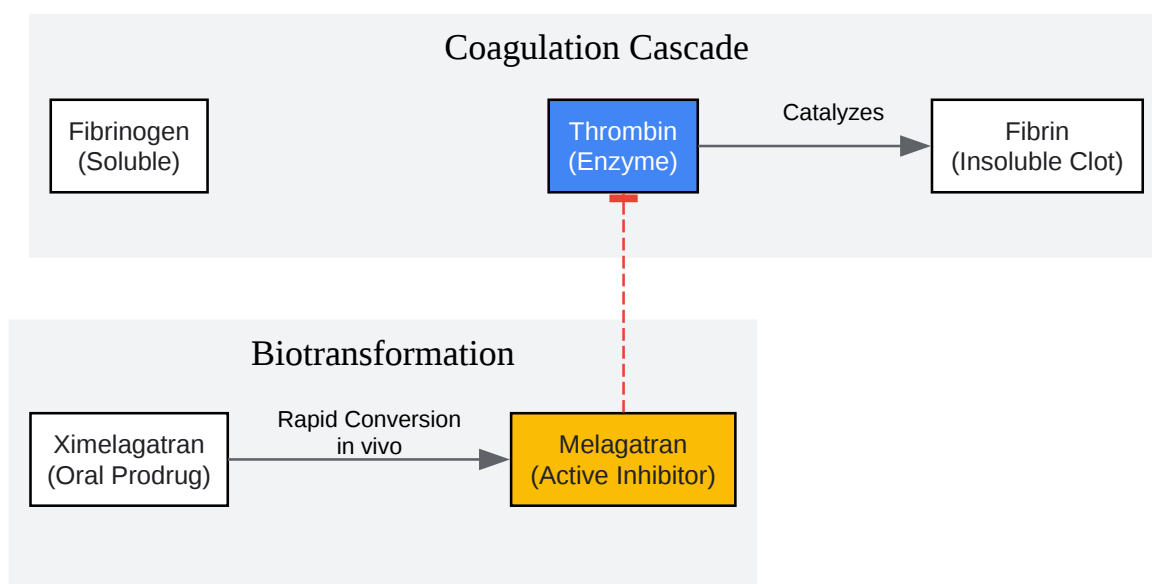 Coagulation Cascade
Fibrinogen
(Soluble)
Thrombin
(Enzyme)
Catalyzes
Fibrin
(Insoluble Clot)
Biotransformation
Ximelagatran
(Oral Prodrug)
Rapid Conversion
in vivo
Melagatran
(Active Inhibitor)